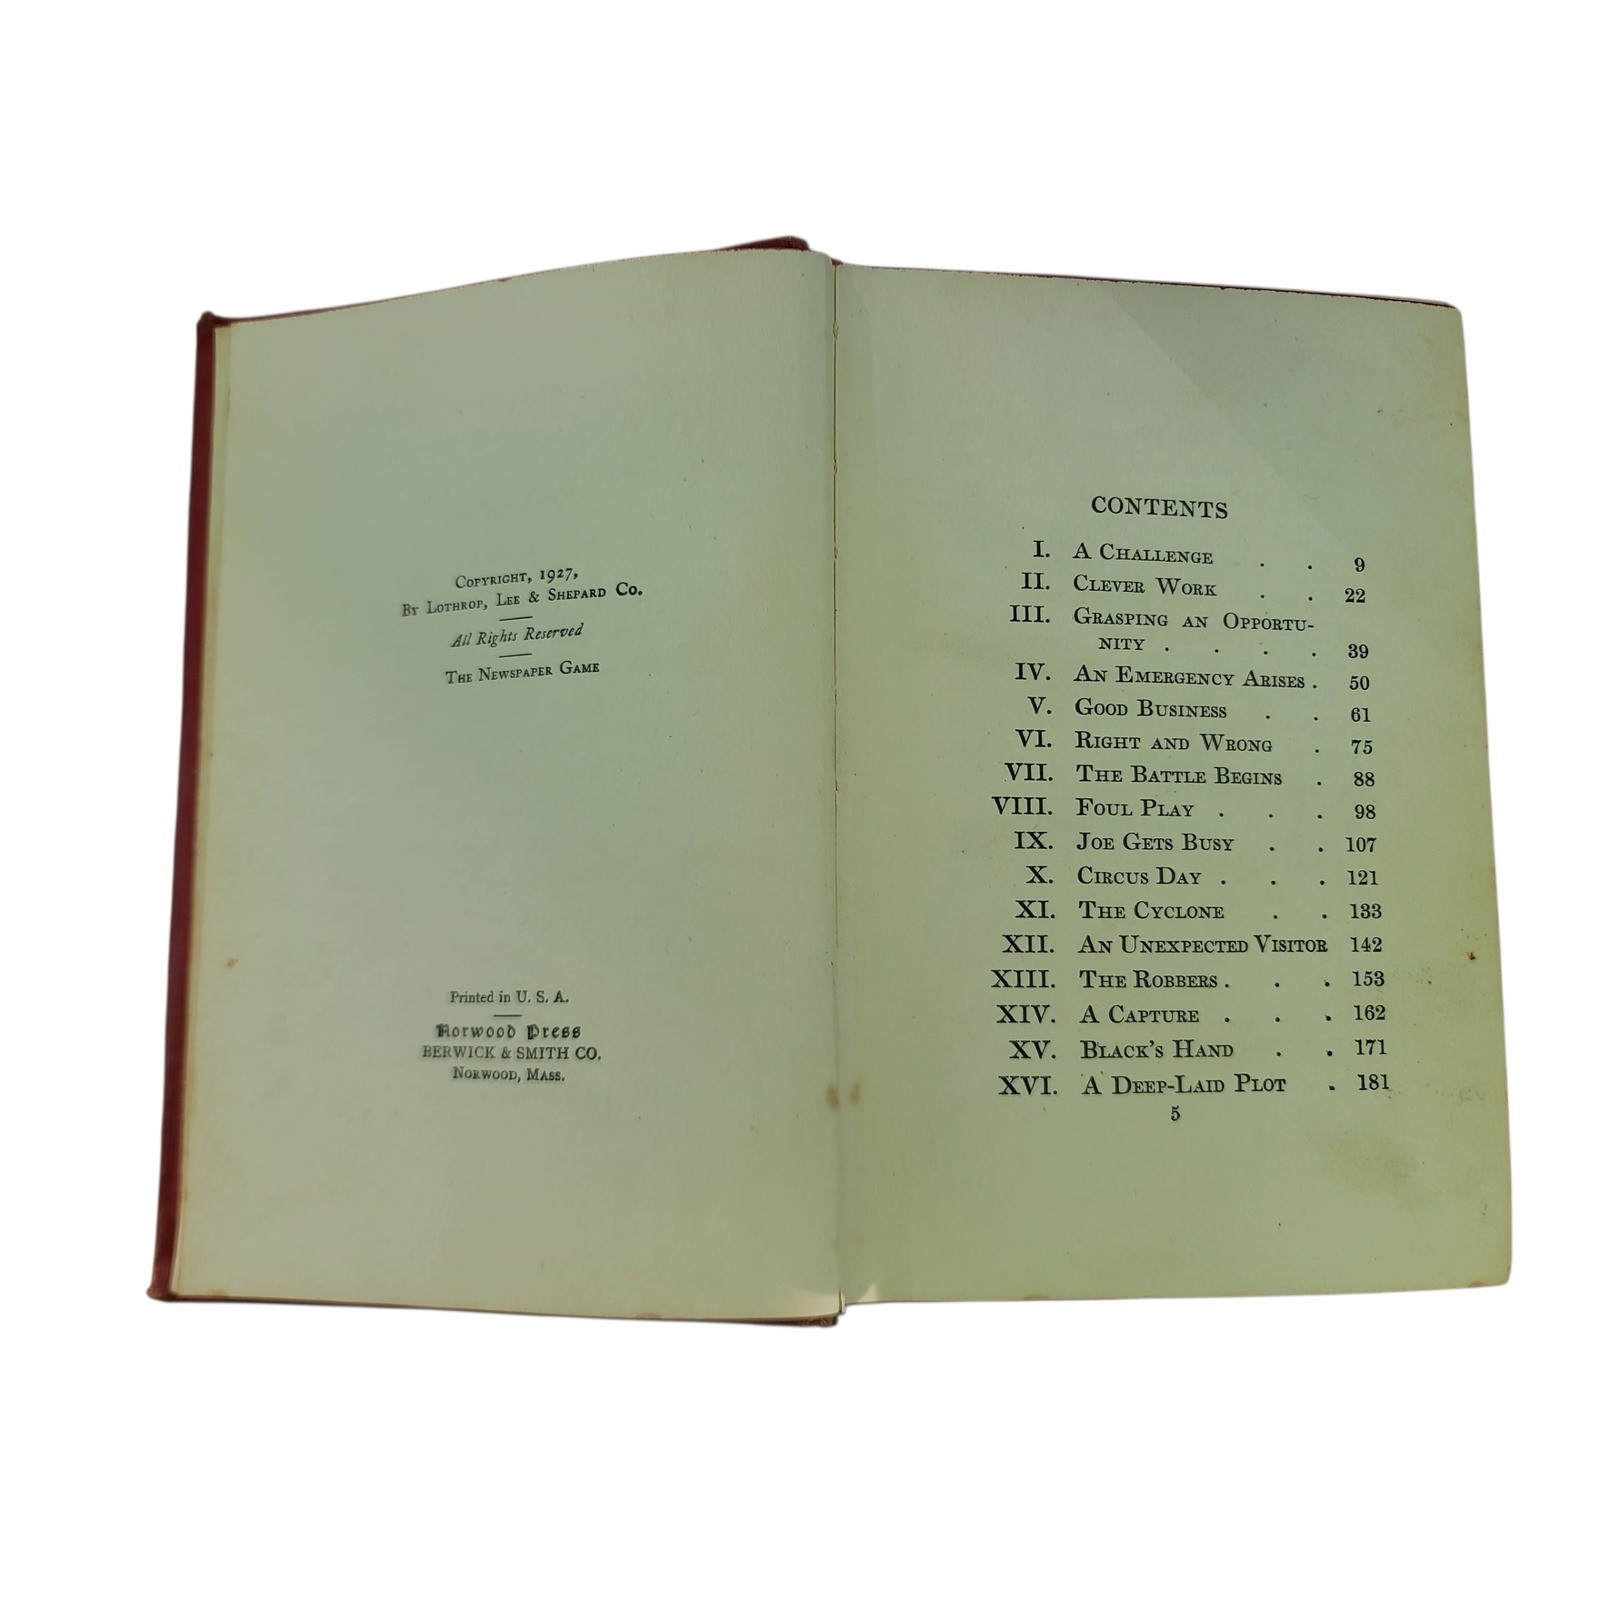 Copyright, 1927,
By Lothrop, Lee & Shepard Co.
All Rights Reserved
The Newspaper Game
Printed in U. S. A.
Norwood Press
BERWICK & SMITH CO.
Norwood, Mass.
CONTENTS
I. A Challenge . . 9
II. Clever Work . . 22
III. Grasping an Opportu-
nity . . . . 39
IV. An Emergency Arises . 50
V. Good Business . . 61
VI. Right and Wrong . 75
VII. The Battle Begins . 88
VIII. Foul Play . . . 98
IX. Joe Gets Busy . . 107
X. Circus Day . . . 121
XI. The Cyclone . . 133
XII. An Unexpected Visitor 142
XIII. The Robbers . . . 153
XIV. A Capture . . . 162
XV. Black's Hand . . 171
XVI. A Deep-Laid Plot . 181
5